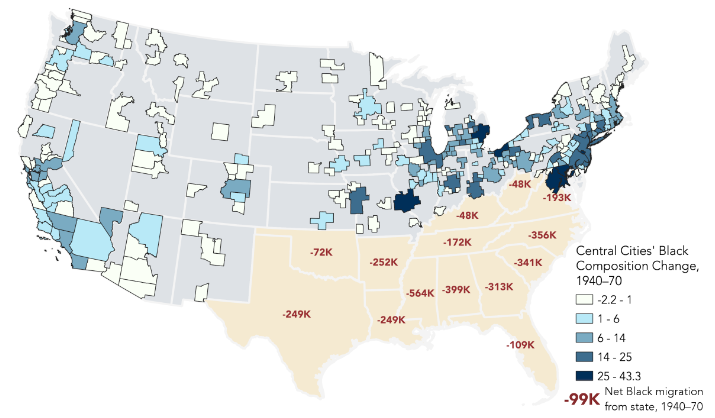 -48K
-193K
-48K
-356K
-172K
-72K
-252K
-341K
-564K
-399K
-313K
-249K
-249K
-109K
Central Cities' Black
Composition Change,
1940–70
-2.2 - 1
1 - 6
6 - 14
14 - 25
25 - 43.3
-99K Net Black migration
from state, 1940–70